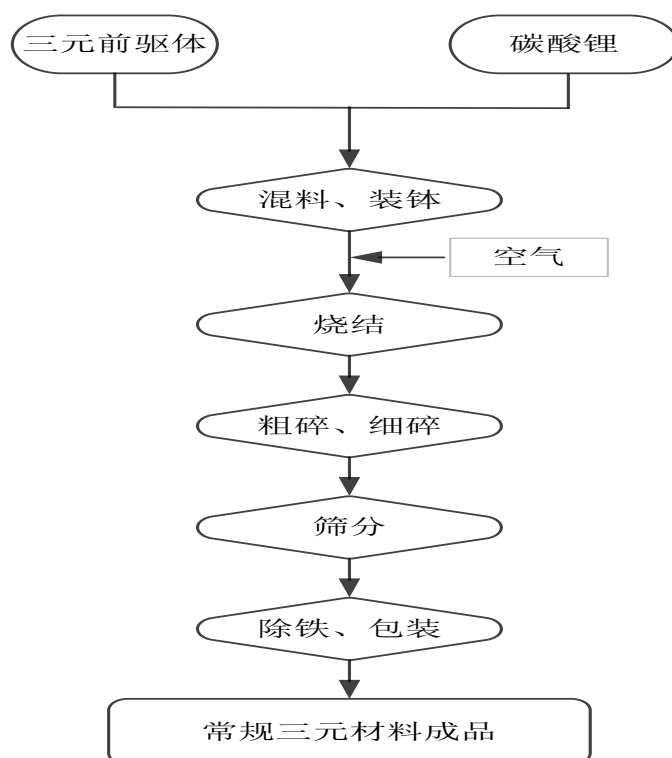 三元前驱体
碳酸锂
混料、装钵
空气
烧结
粗碎、细碎
筛分
除铁、包装
常规三元材料成品